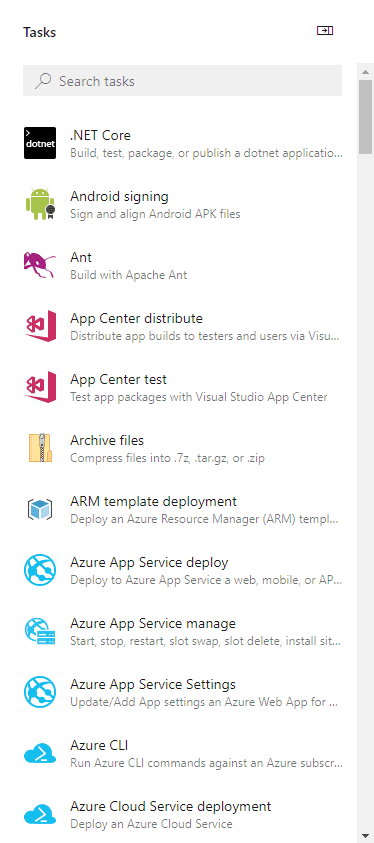 Tasks
Search tasks
dotnet
.NET Core
Build, test, package, or publish a dotnet applicatio...
Android signing
Sign and align Android APK files
Ant
Build with Apache Ant
App Center distribute
Distribute app builds to testers and users via Visu...
App Center test
Test app packages with Visual Studio App Center
Archive files
Compress files into .7z, .tar.gz, or .zip
ARM template deployment
Deploy an Azure Resource Manager (ARM) templ...
Azure App Service deploy
Deploy to Azure App Service a web, mobile, or AP...
Azure App Service manage
Start, stop, restart, slot swap, slot delete, install sit...
Azure App Service Settings
Update/Add App settings an Azure Web App for ...
Azure CLI
Run Azure CLI commands against an Azure subscr...
Azure Cloud Service deployment
Deploy an Azure Cloud Service